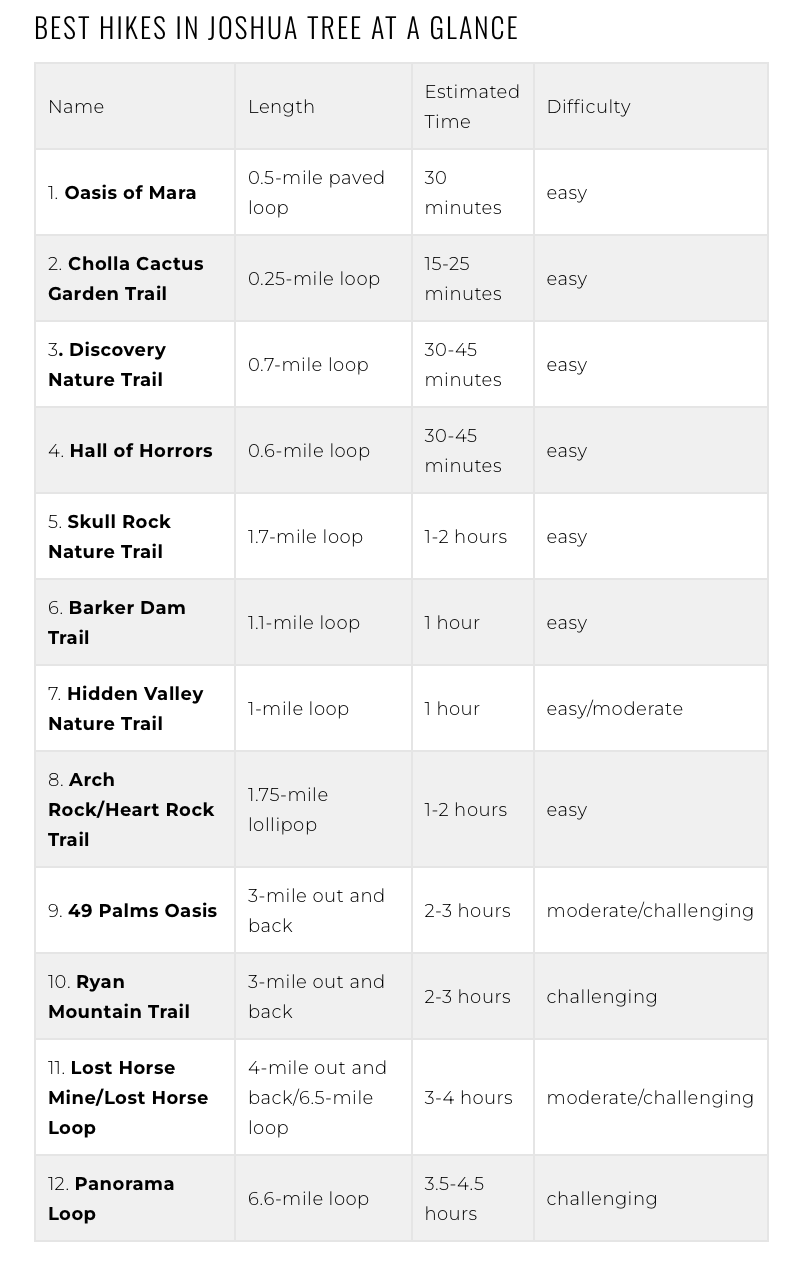 BEST HIKES IN JOSHUA TREE AT A GLANCE
Name
Length
Estimated
Time
Difficulty
1. Oasis of Mara
0.5-mile paved
loop
30
minutes
easy
2. Cholla Cactus
Garden Trail
0.25-mile loop
15-25
minutes
easy
3. Discovery
Nature Trail
0.7-mile loop
30-45
minutes
easy
4. Hall of Horrors
0.6-mile loop
30-45
minutes
easy
5. Skull Rock
Nature Trail
1.7-mile loop
1-2 hours
easy
6. Barker Dam
Trail
1.1-mile loop
1 hour
easy
7. Hidden Valley
Nature Trail
1-mile loop
1 hour
easy/moderate
8. Arch
Rock/Heart Rock
Trail
1.75-mile
lollipop
1-2 hours
easy
9. 49 Palms Oasis
3-mile out and
back
2-3 hours
moderate/challenging
10. Ryan
Mountain Trail
3-mile out and
back
2-3 hours
challenging
11. Lost Horse
Mine/Lost Horse
Loop
4-mile out and
back/6.5-mile
loop
3-4 hours
moderate/challenging
12. Panorama
Loop
6.6-mile loop
3.5-4.5
hours
challenging